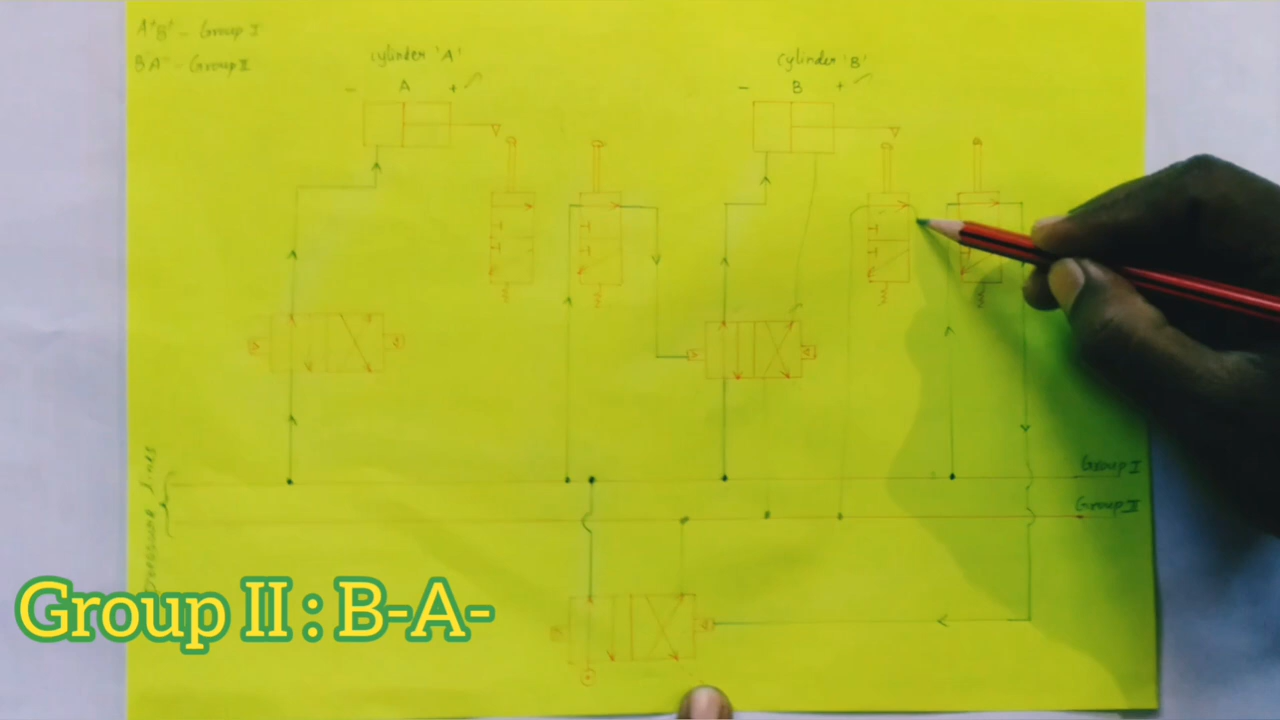 A⁺B⁺ - Group I
B⁻A⁻ - Group II
cylinder 'A'
cylinder 'B'
- A +
- B +
Group I
Group II
Pressure lines
Group II : B-A-